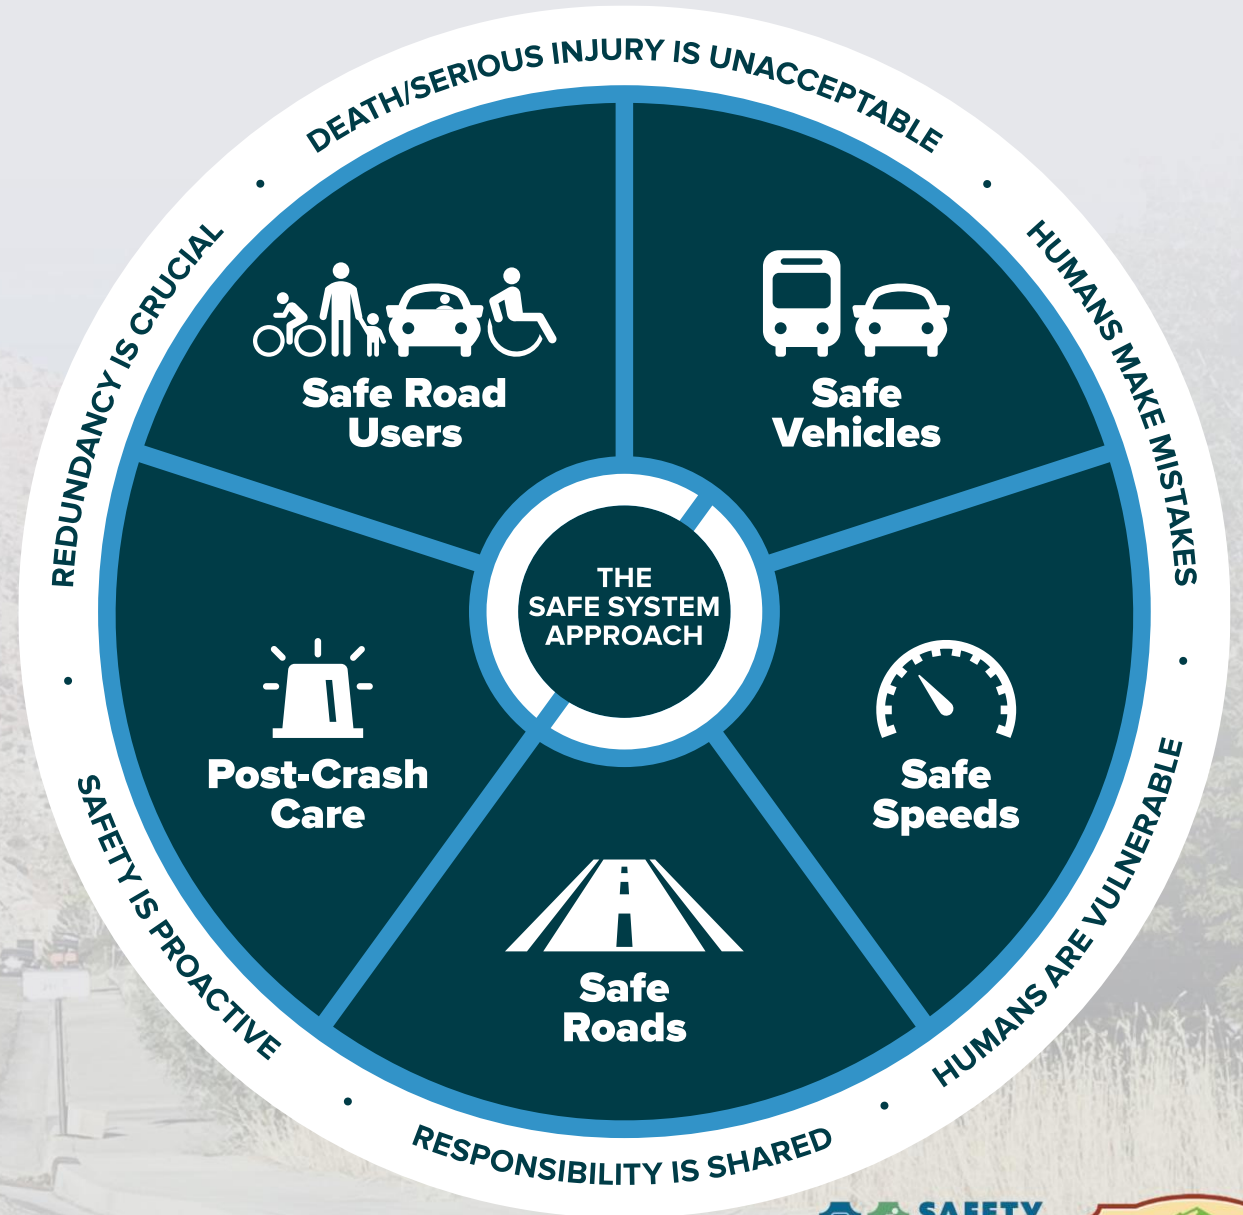 DEATH/SERIOUS INJURY IS UNACCEPTABLE
HUMANS MAKE MISTAKES
HUMANS ARE VULNERABLE
RESPONSIBILITY IS SHARED
SAFETY IS PROACTIVE
REDUNDANCY IS CRUCIAL
Safe Road
Users
Safe
Vehicles
THE
SAFE SYSTEM
APPROACH
Post-Crash
Care
Safe
Speeds
Safe
Roads
SAFETY